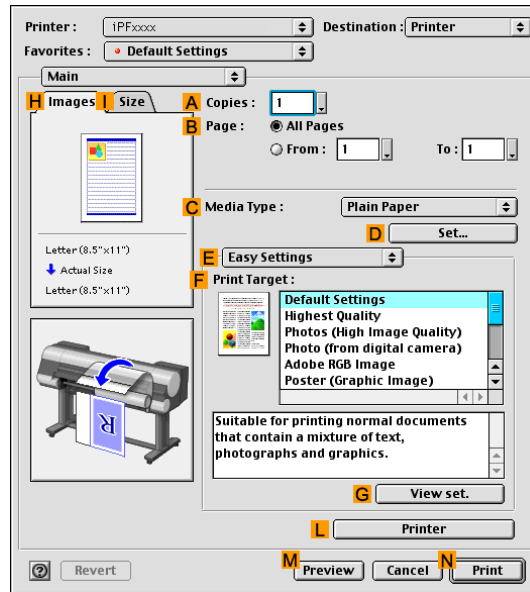 Printer : iPFxxxx Destination : Printer
Favorites : Default Settings
Main
H Images I Size
A Copies : 1
B Page : All Pages
From : 1 To : 1
C Media Type : Plain Paper
D Set...
Letter (8.5"x11")
Actual Size
Letter (8.5"x11")
E Easy Settings
F Print Target :
Default Settings
Highest Quality
Photos (High Image Quality)
Photo (from digital camera)
Adobe RGB Image
Poster (Graphic Image)
R
Suitable for printing normal documents
that contain a mixture of text,
photographs and graphics.
G View set.
L Printer
? Revert M Preview Cancel N Print